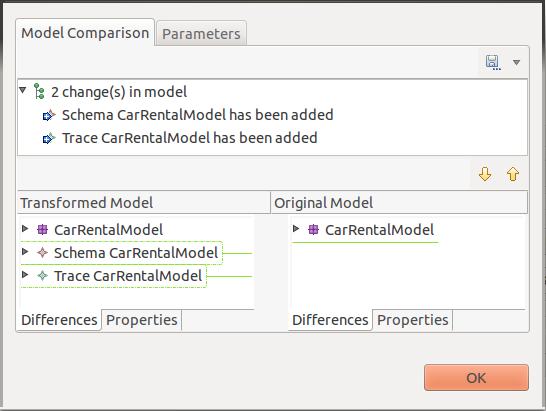 Model Comparison Parameters
2 change(s) in model
Schema CarRentalModel has been added
Trace CarRentalModel has been added
Transformed Model Original Model
CarRentalModel CarRentalModel
Schema CarRentalModel
Trace CarRentalModel
Differences Properties Differences Properties
OK